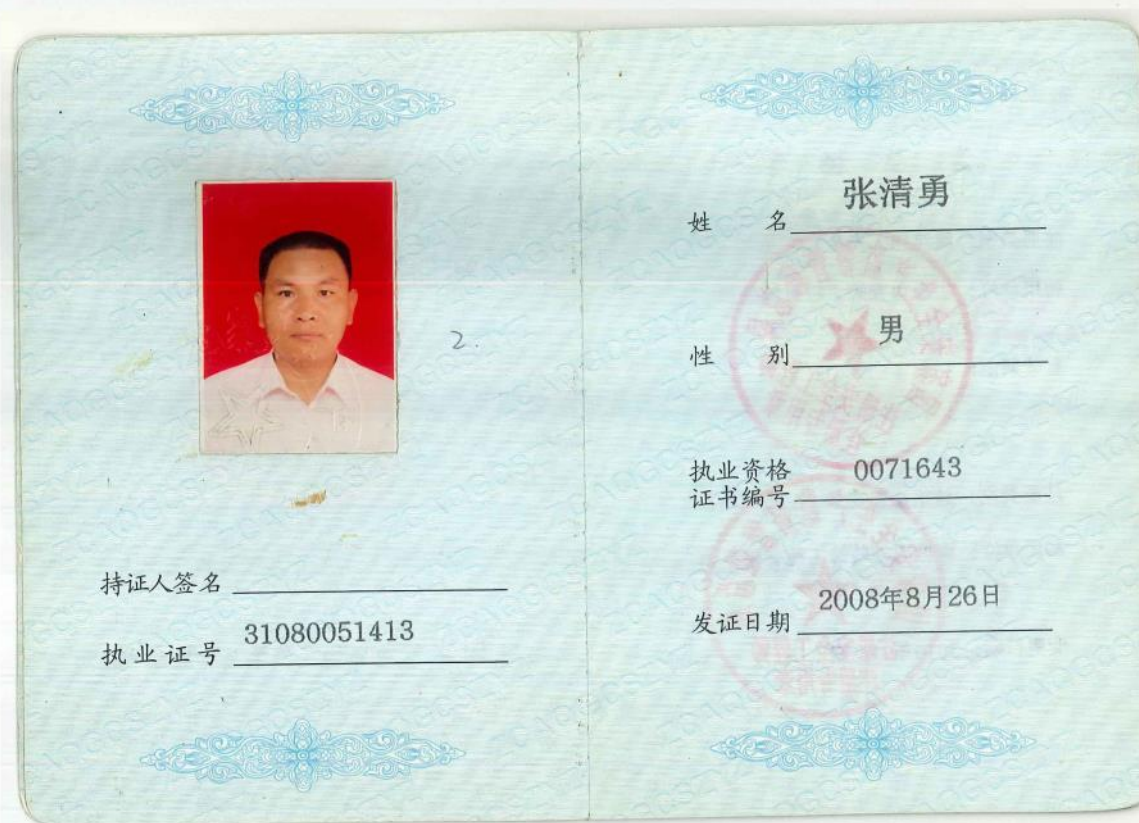 2.
持证人签名
执业证号 31080051413
姓名 张清勇
性别 男
执业资格
证书编号 0071643
发证日期 2008年8月26日